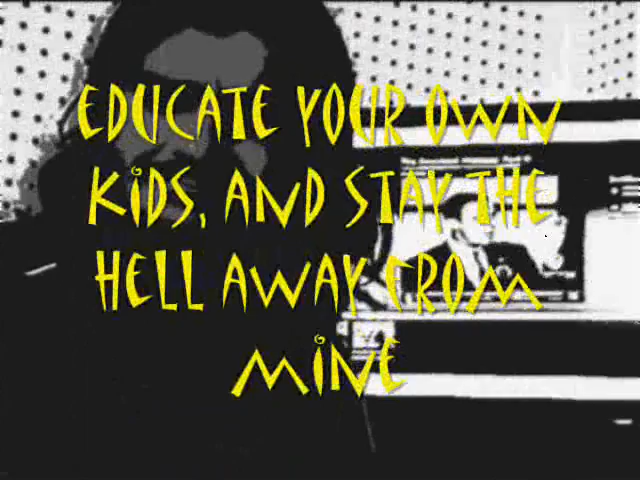 EDUCATE YOUR OWN
KIDS, AND STAY THE
HELL AWAY FROM
MINE